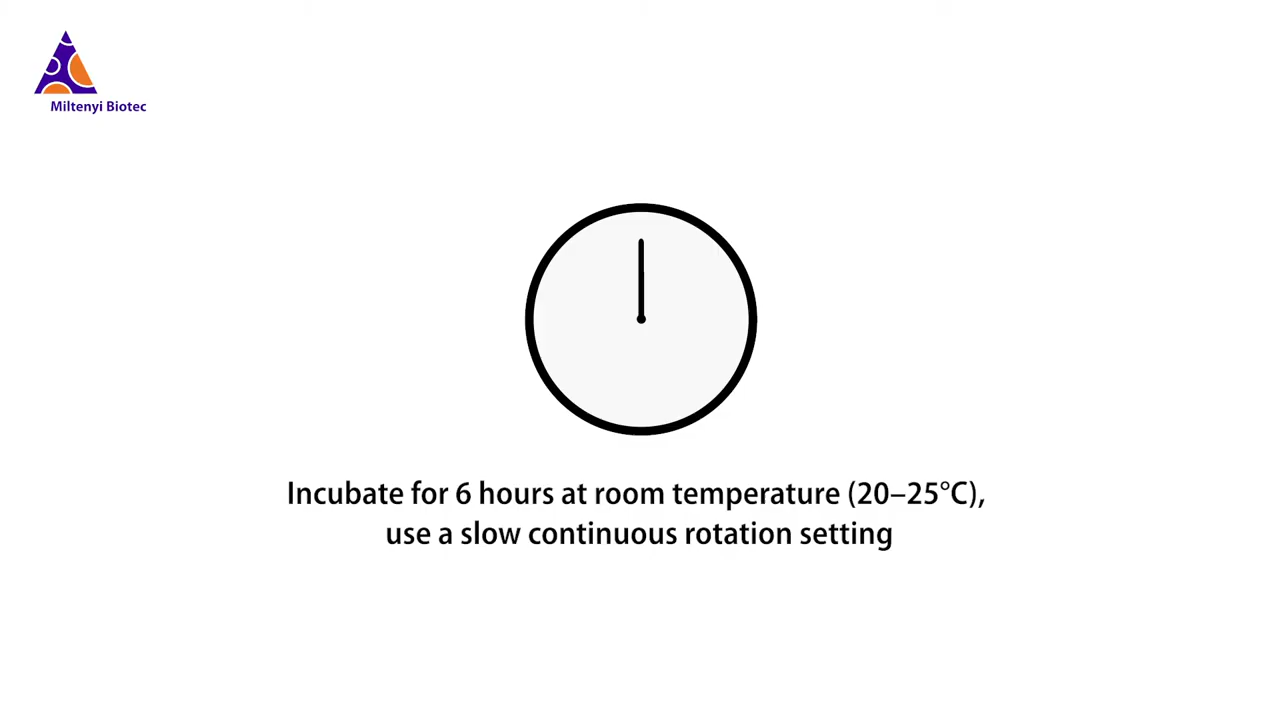 Miltenyi Biotec
Incubate for 6 hours at room temperature (20–25°C),
use a slow continuous rotation setting